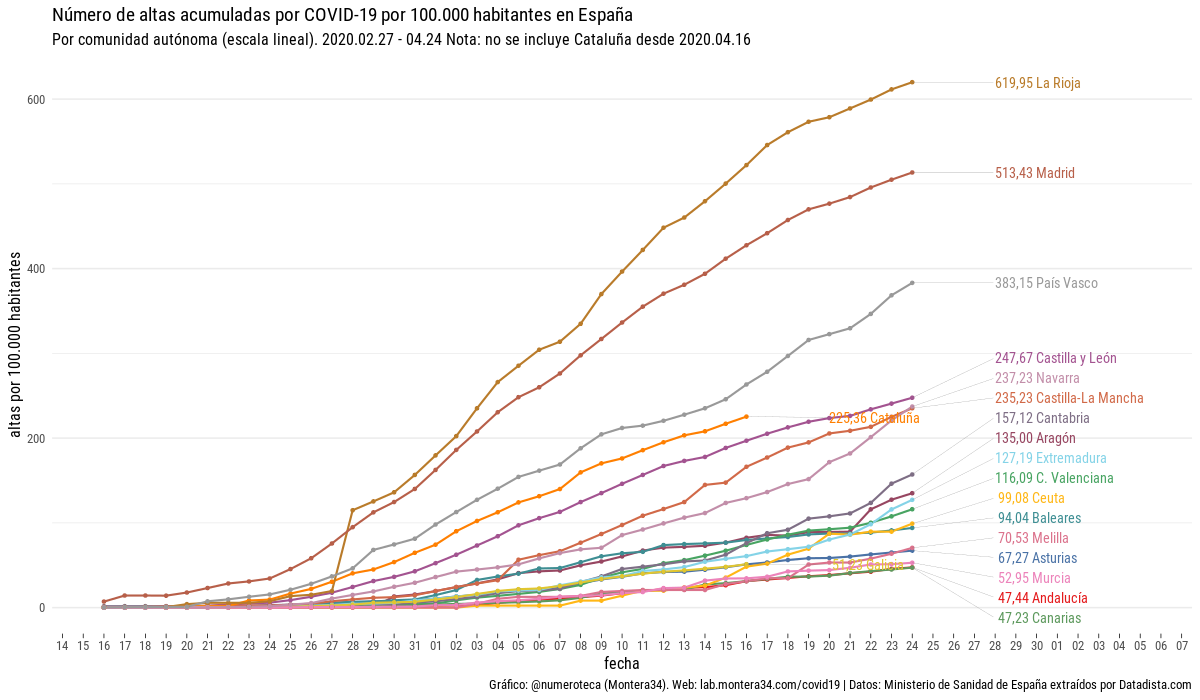 Número de altas acumuladas por COVID-19 por 100.000 habitantes en España
Por comunidad autónoma (escala lineal). 2020.02.27 - 04.24 Nota: no se incluye Cataluña desde 2020.04.16
altas por 100.000 habitantes
600
400
200
0
619,95 La Rioja
513,43 Madrid
383,15 País Vasco
247,67 Castilla y León
237,23 Navarra
235,23 Castilla-La Mancha
225,36 Cataluña
157,12 Cantabria
135,00 Aragón
127,19 Extremadura
116,09 C. Valenciana
99,08 Ceuta
94,04 Baleares
70,53 Melilla
67,27 Asturias
52,95 Murcia
47,44 Andalucía
47,23 Canarias
14 15 16 17 18 19 20 21 22 23 24 25 26 27 28 29 30 31 01 02 03 04 05 06 07 08 09 10 11 12 13 14 15 16 17 18 19 20 21 22 23 24 25 26 27 28 29 30 01 02 03 04 05 06 07
fecha
Gráfico: @numeroteca (Montera34). Web: lab.montera34.com/covid19 | Datos: Ministerio de Sanidad de España extraídos por Datadista.com